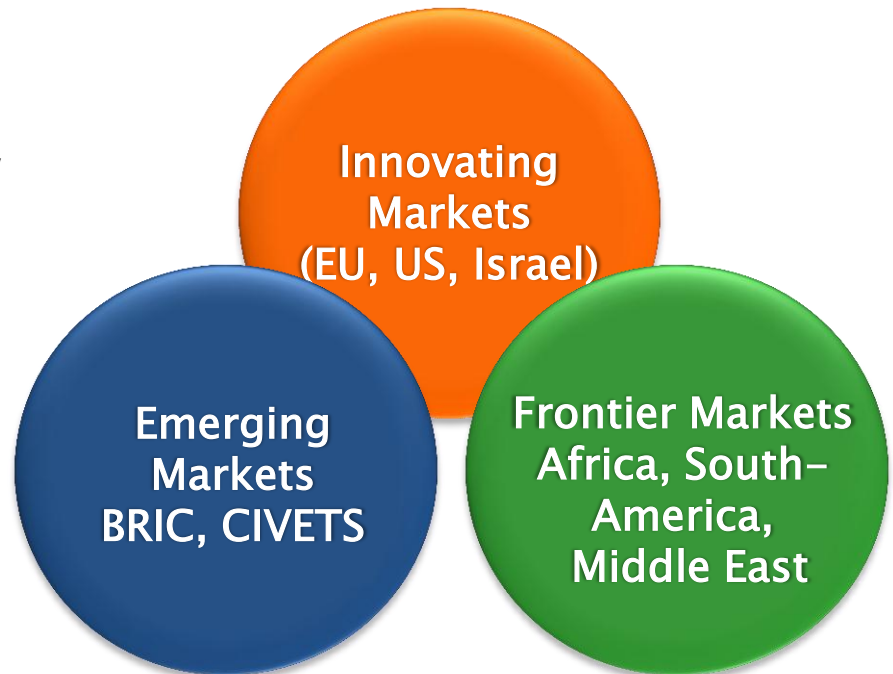 Innovating
Markets
(EU, US, Israel)
Emerging
Markets
BRIC, CIVETS
Frontier Markets
Africa, South-
America,
Middle East